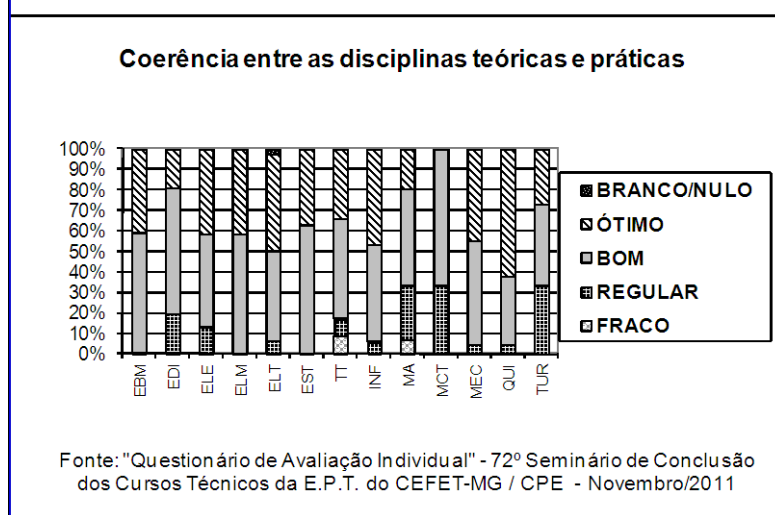 Coerência entre as disciplinas teóricas e práticas
100%
90%
80%
70%
60%
50%
40%
30%
20%
10%
0%
EBM
EDI
ELE
ELM
ELT
EST
TT
INF
MA
MCT
MEC
QUI
TUR
BRANCO/NULO
ÓTIMO
BOM
REGULAR
FRACO
Fonte: "Questionário de Avaliação Individual" - 72º Seminário de Conclusão
dos Cursos Técnicos da E.P.T. do CEFET-MG / CPE - Novembro/2011